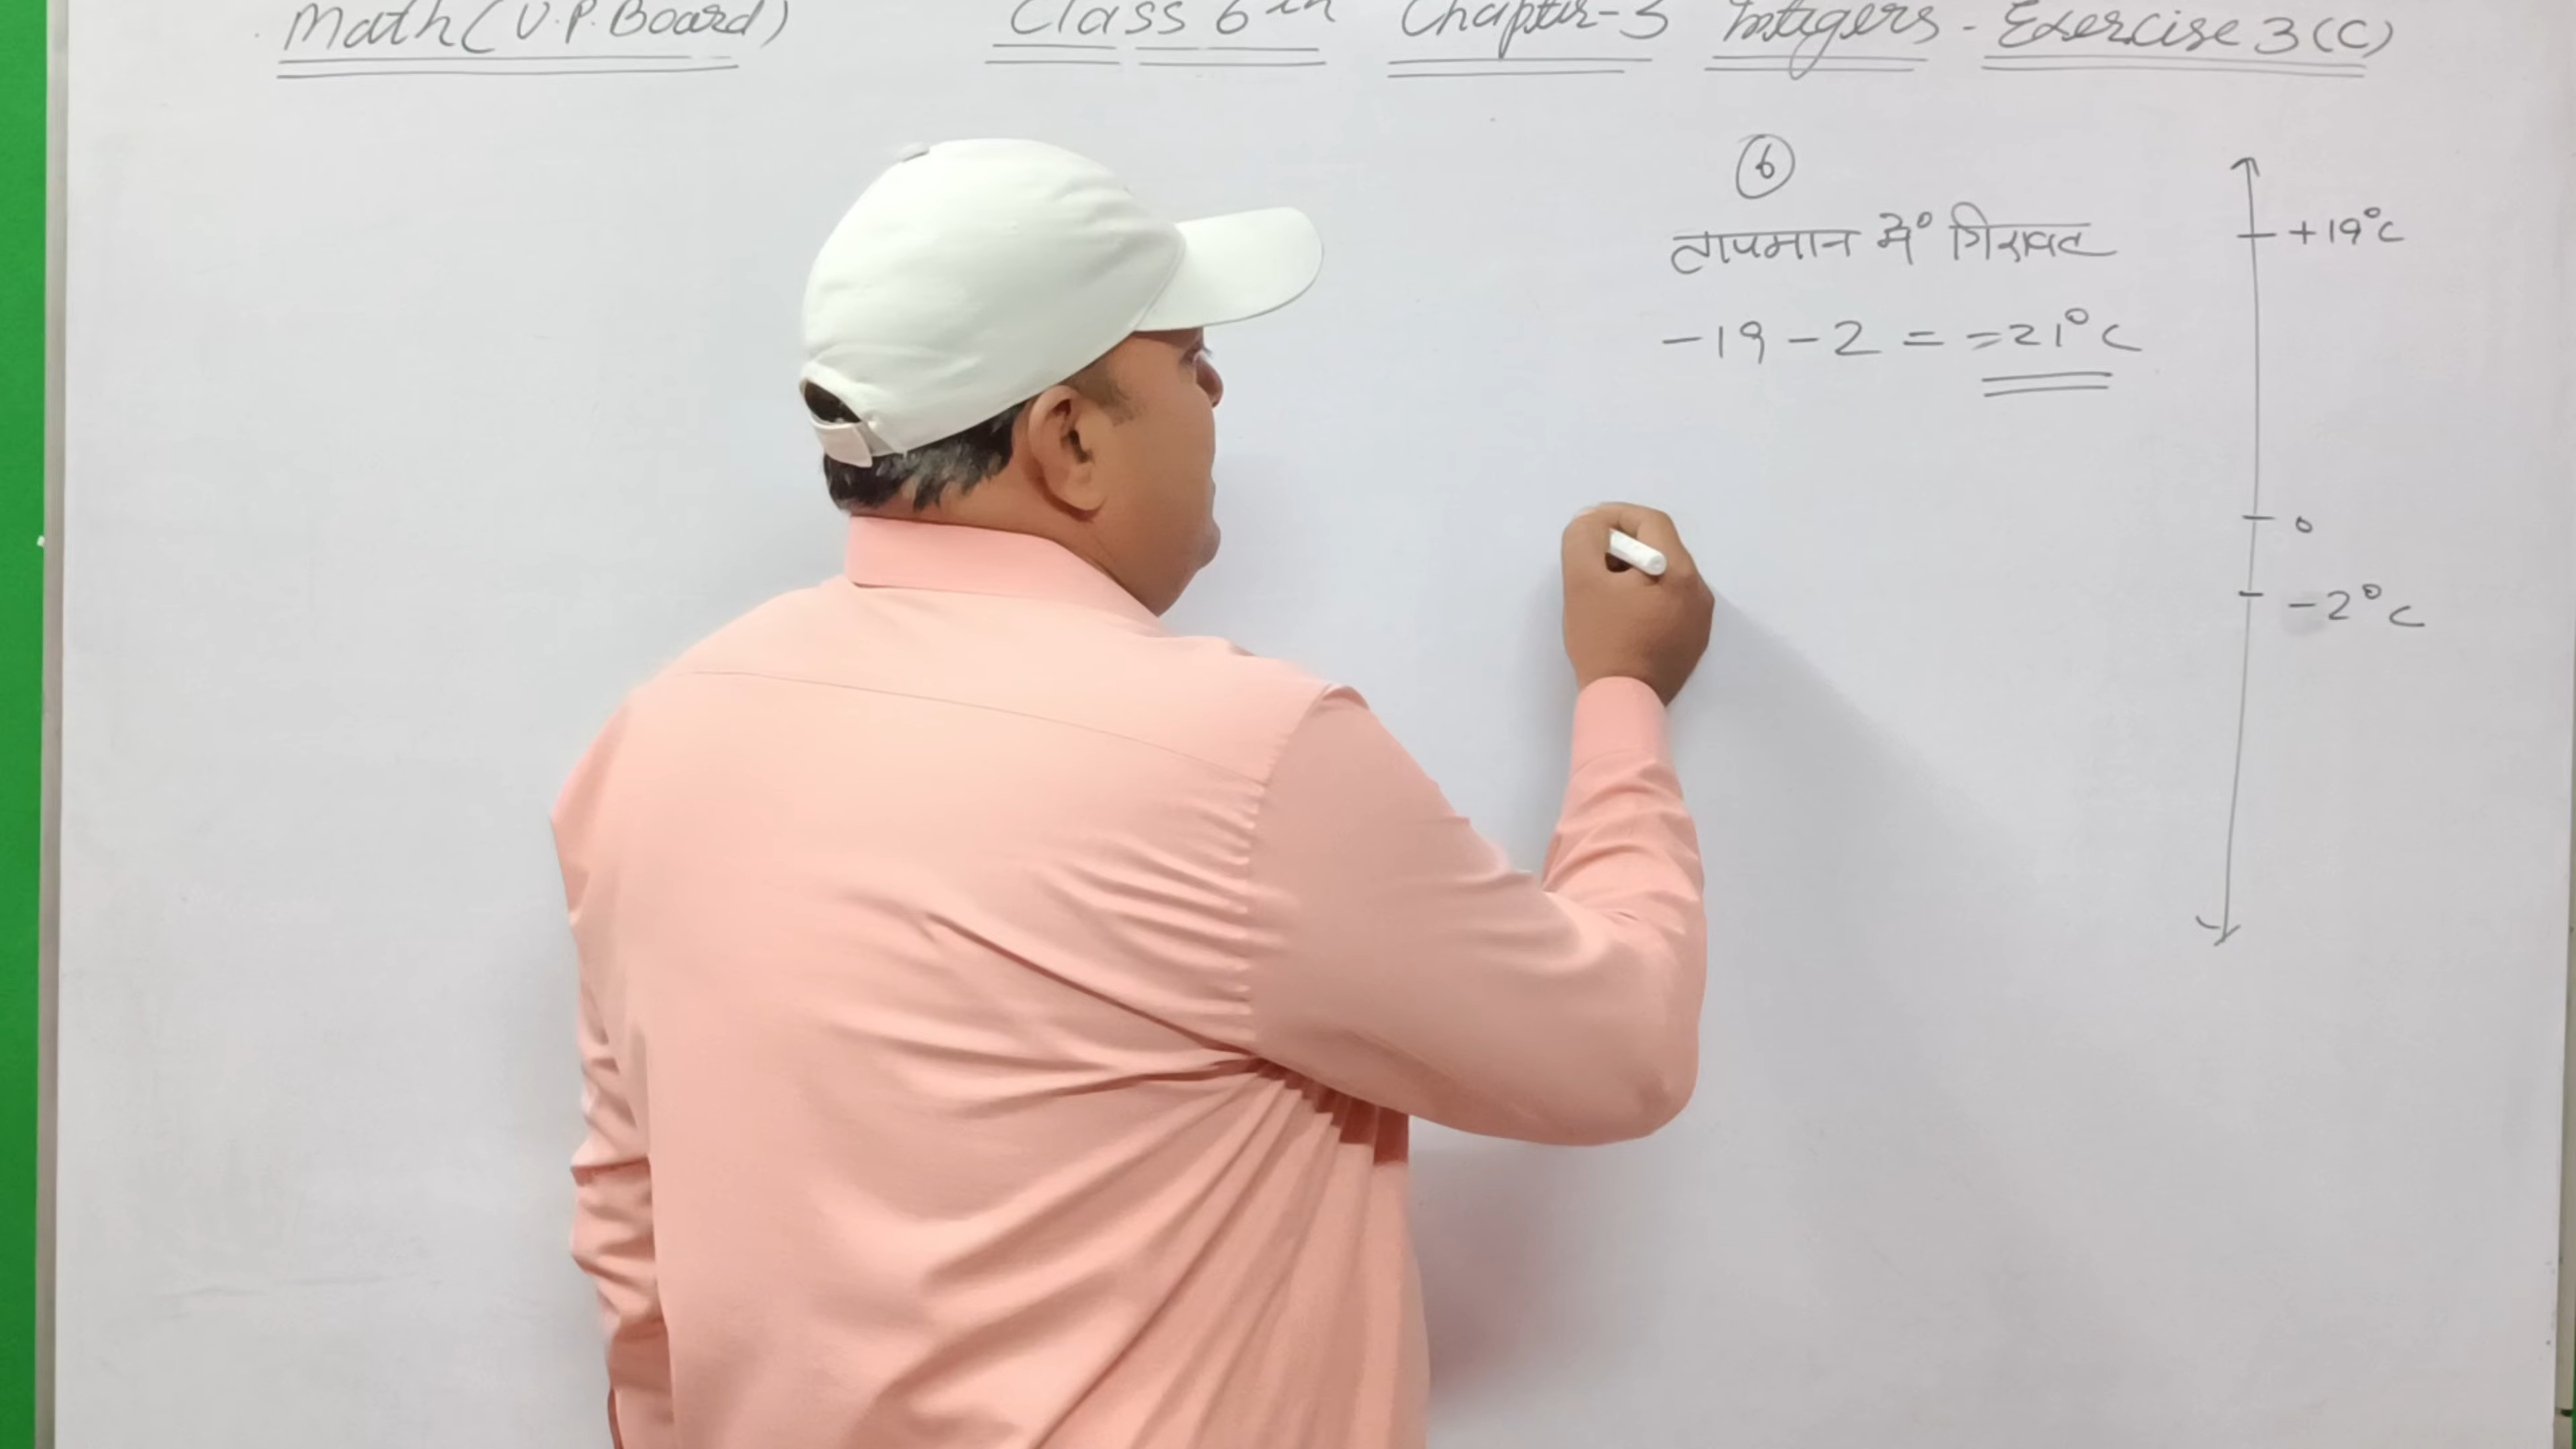 Math (U.P. Board) Class 6th Chapter-3 Integers - Exercise 3(C)
6
तापमान में गिरावट
-19-2 = -21°C
+19°C
0
-2°C